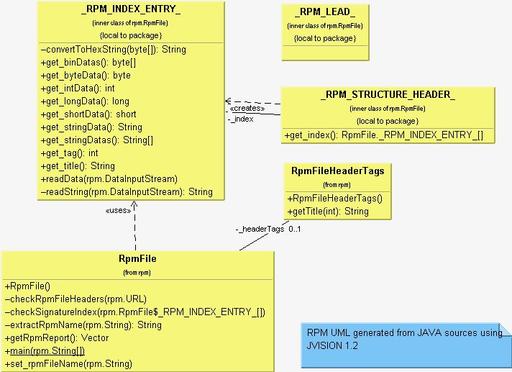 _RPM_INDEX_ENTRY_
(inner class of rpm.RpmFile)
{local to package}
-convertToHexString(byte[]): String
+get_binDatas(): byte[]
+get_byteData(): byte
+get_intData(): int
+get_longData(): long
+get_shortData(): short
+get_stringData(): String
+get_stringDatas(): String[]
+get_tag(): int
+get_title(): String
+readData(rpm.DataInputStream)
-readString(rpm.DataInputStream): String
_RPM_LEAD_
(inner class of rpm.RpmFile)
{local to package}
«creates»
-_index
_RPM_STRUCTURE_HEADER_
(inner class of rpm.RpmFile)
{local to package}
+get_index(): RpmFile._RPM_INDEX_ENTRY_[]
RpmFileHeaderTags
(from rpm)
+RpmFileHeaderTags()
+getTitle(int): String
«uses»
-_headerTags 0..1
RpmFile
(from rpm)
+RpmFile()
-checkRpmFileHeaders(rpm.URL)
-checkSignatureIndex(rpm.RpmFile$_RPM_INDEX_ENTRY_[])
-extractRpmName(rpm.String): String
+getRpmReport(): Vector
+main(rpm.String[])
+set_rpmFileName(rpm.String)
RPM UML generated from JAVA sources using
JVISION 1.2